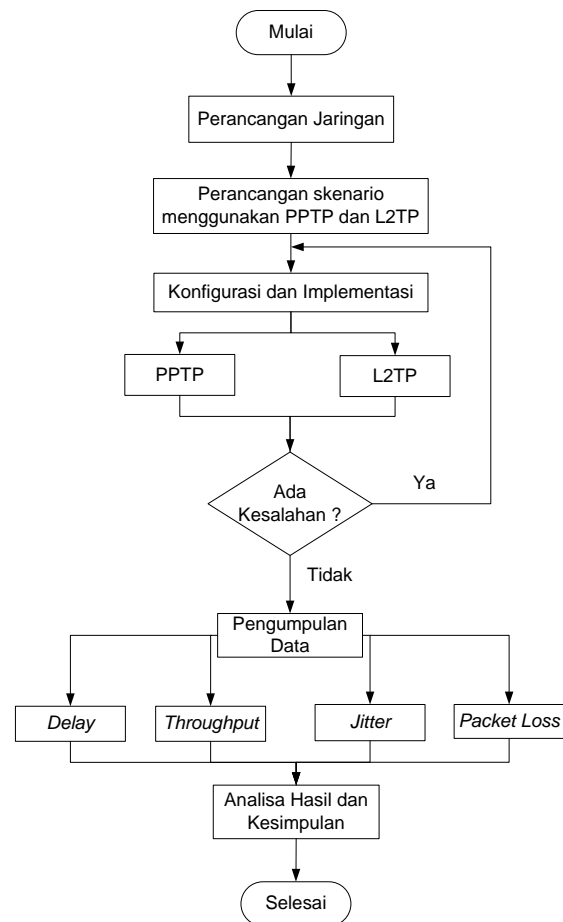 Mulai
Perancangan Jaringan
Perancangan skenario
menggunakan PPTP dan L2TP
Konfigurasi dan Implementasi
PPTP
L2TP
Ada
Kesalahan ?
Ya
Tidak
Pengumpulan
Data
Delay
Throughput
Jitter
Packet Loss
Analisa Hasil dan
Kesimpulan
Selesai